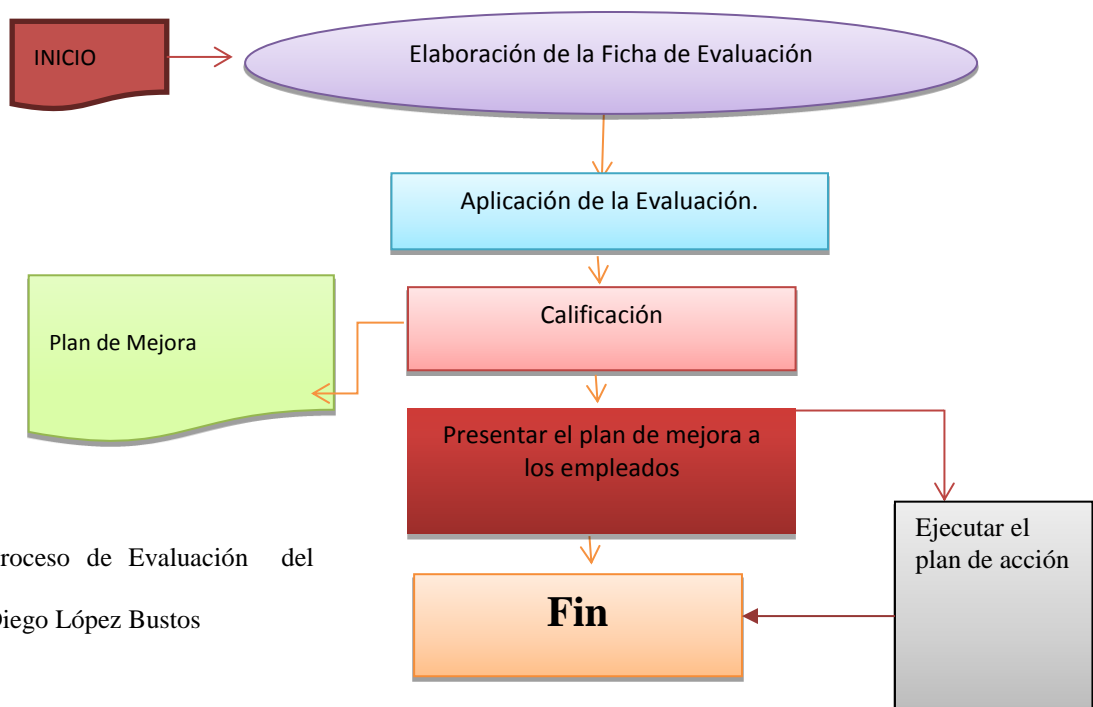 INICIO
Elaboración de la Ficha de Evaluación
Aplicación de la Evaluación.
Calificación
Plan de Mejora
Presentar el plan de mejora a
los empleados
Ejecutar el
plan de acción
roceso de Evaluación del
Diego López Bustos
Fin